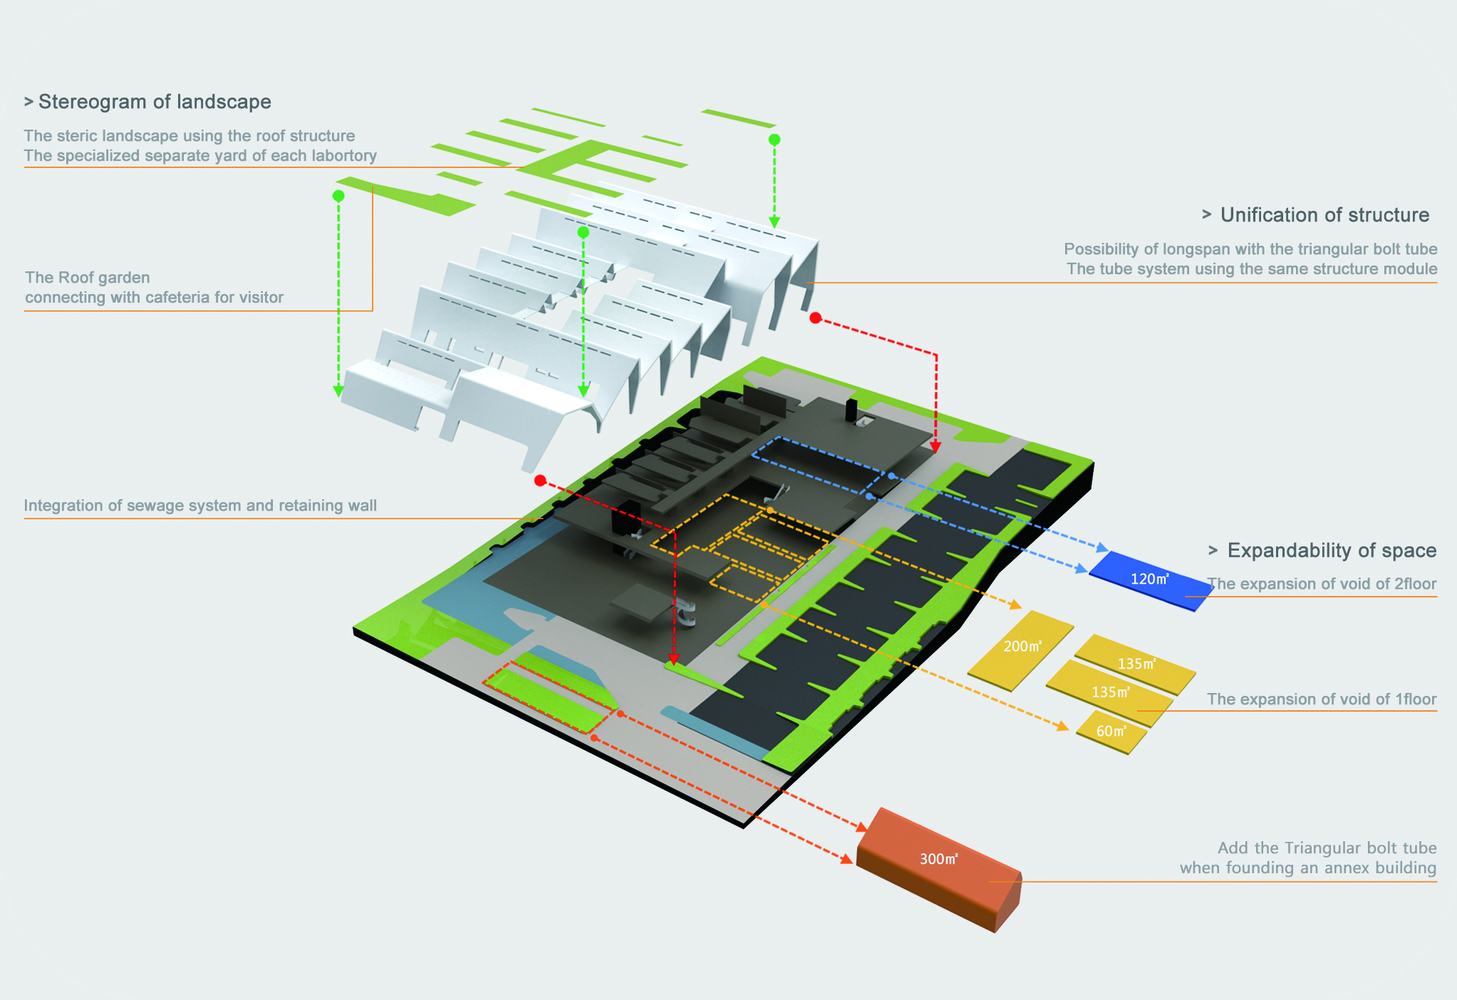 > Stereogram of landscape
The steric landscape using the roof structure
The specialized separate yard of each labortory
The Roof garden
connecting with cafeteria for visitor
Integration of sewage system and retaining wall
> Unification of structure
Possibility of longspan with the triangular bolt tube
The tube system using the same structure module
> Expandability of space
120㎡
The expansion of void of 2floor
200㎡
135㎡
135㎡
60㎡
The expansion of void of 1floor
300㎡
Add the Triangular bolt tube
when founding an annex building